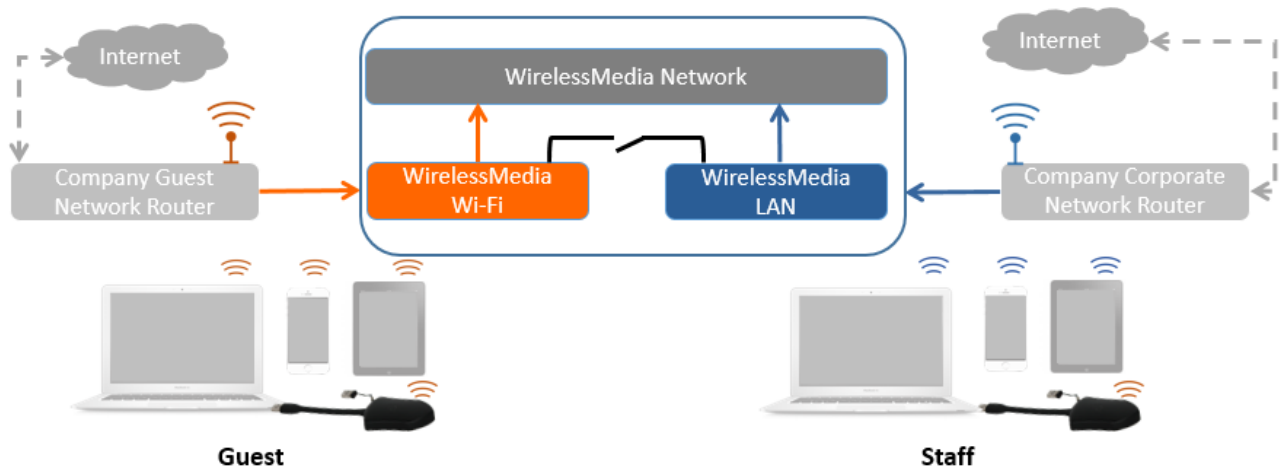 Internet
Internet
WirelessMedia Network
Company Guest
Network Router
WirelessMedia
Wi-Fi
WirelessMedia
LAN
Company Corporate
Network Router
Guest
Staff